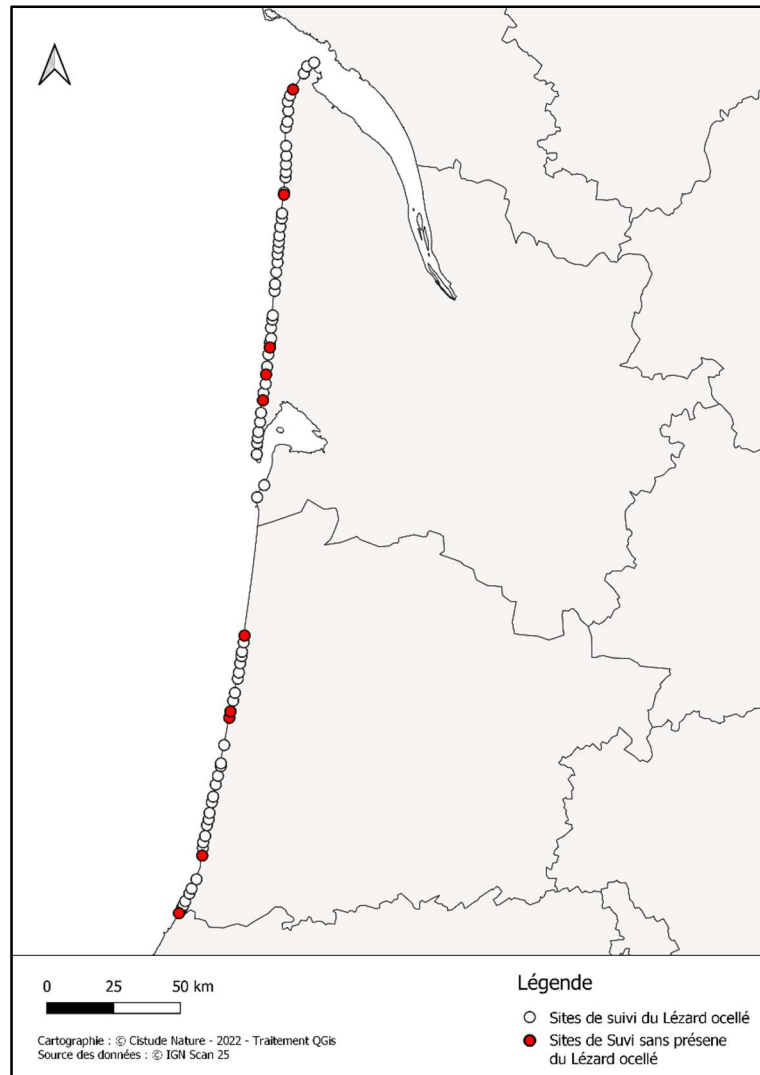 0 25 50 km
Cartographie : © Cistude Nature - 2022 - Traitement QGis
Source des données : © IGN Scan 25
Légende
Sites de suivi du Lézard ocellé
Sites de Suvi sans présene
du Lézard ocellé